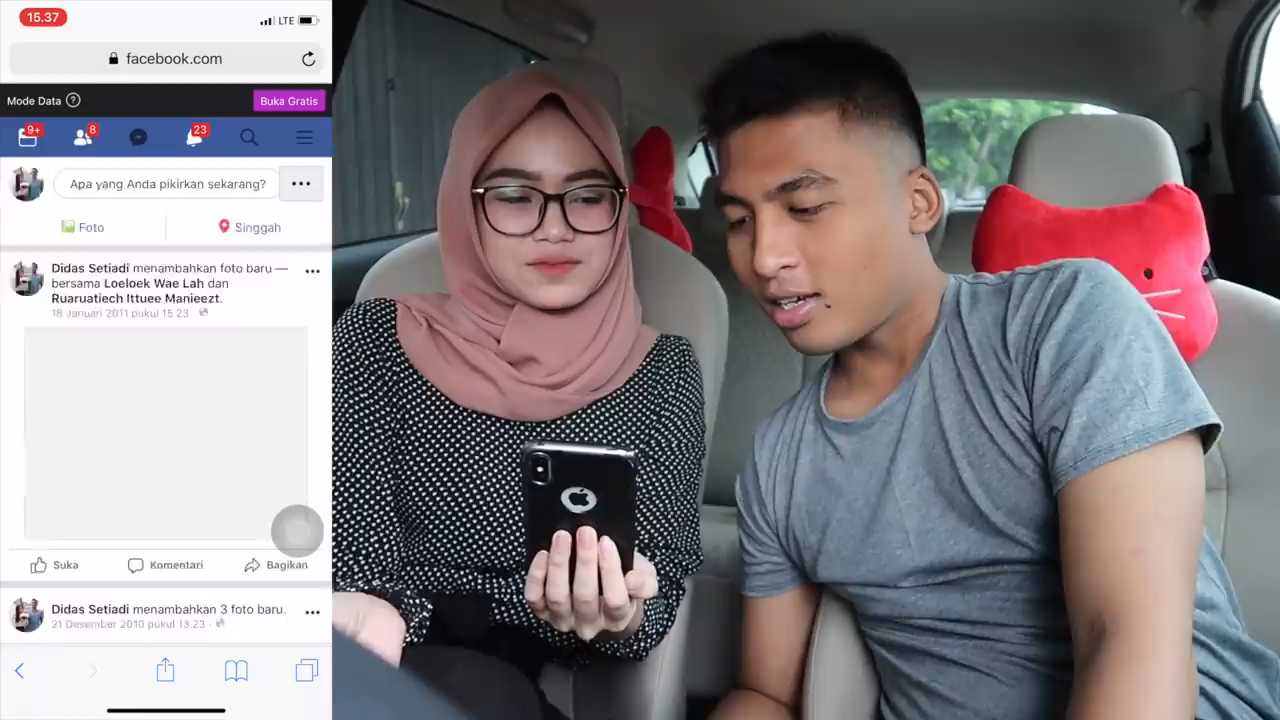 15.37
LTE
facebook.com
Mode Data ?
Buka Gratis
9+
8
23
Apa yang Anda pikirkan sekarang?
Foto
Singgah
Didas Setiadi menambahkan foto baru —
bersama Loeloek Wae Lah dan
Ruaruatiech Ittuee Manieezt.
18 Januari 2011 pukul 15.23
Suka
Komentari
Bagikan
Didas Setiadi menambahkan 3 foto baru.
21 Desember 2010 pukul 13.23